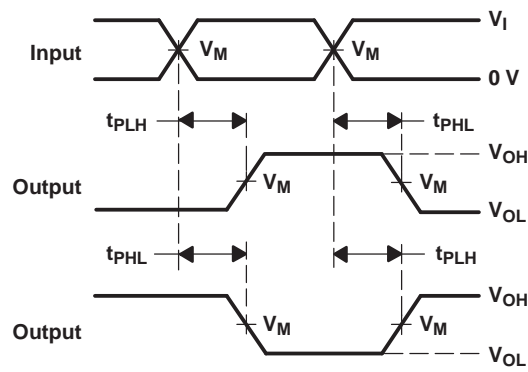 Input
V_M
V_M
V_I
0 V
t_PLH
t_PHL
Output
V_M
V_M
V_OH
V_OL
t_PHL
t_PLH
Output
V_M
V_M
V_OH
V_OL